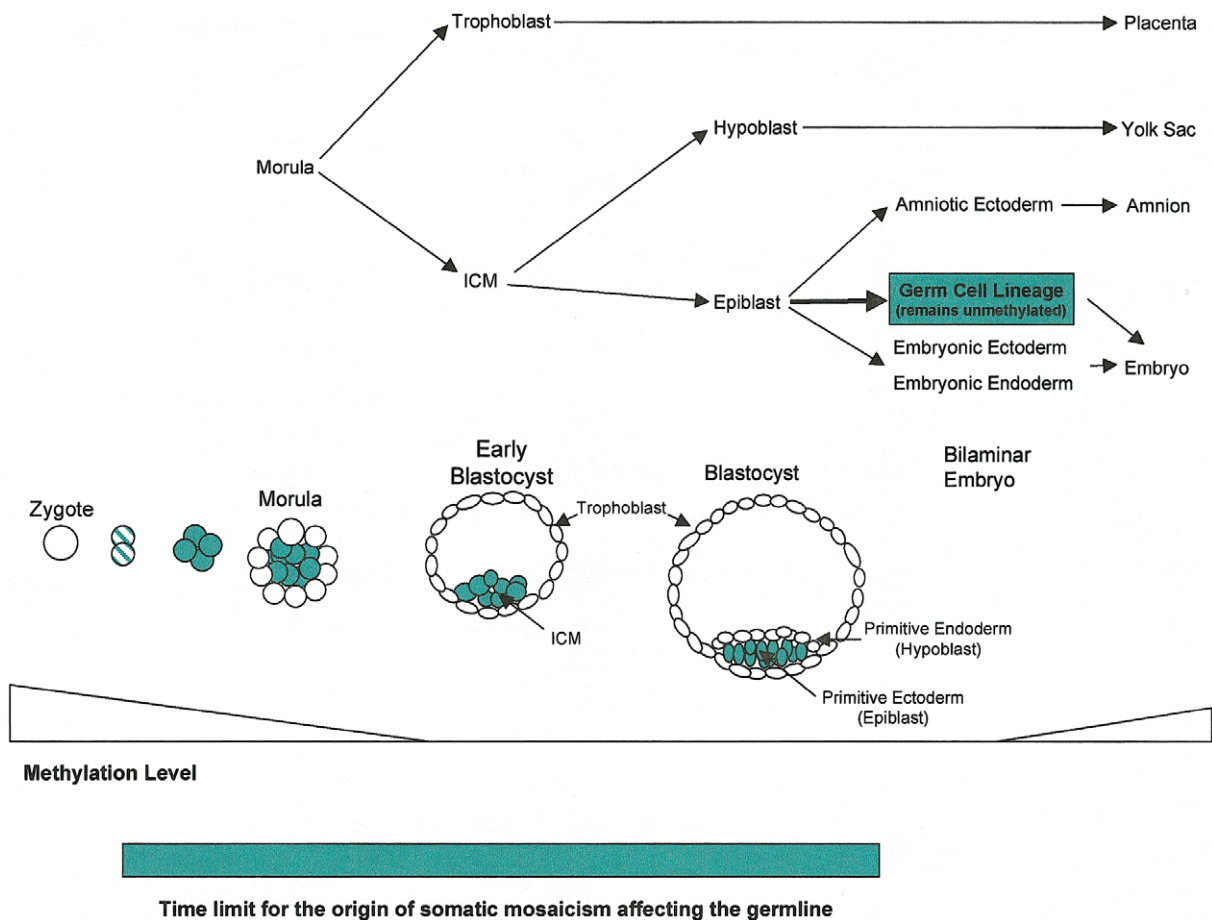 Trophoblast
Placenta
Hypoblast
Yolk Sac
Morula
Amniotic Ectoderm
Amnion
ICM
Epiblast
Germ Cell Lineage
(remains unmethylated)
Embryonic Ectoderm
Embryonic Endoderm
Embryo
Early
Blastocyst
Blastocyst
Bilaminar
Embryo
Zygote
Morula
Trophoblast
ICM
Primitive Endoderm
(Hypoblast)
Primitive Ectoderm
(Epiblast)
Methylation Level
Time limit for the origin of somatic mosaicism affecting the germline